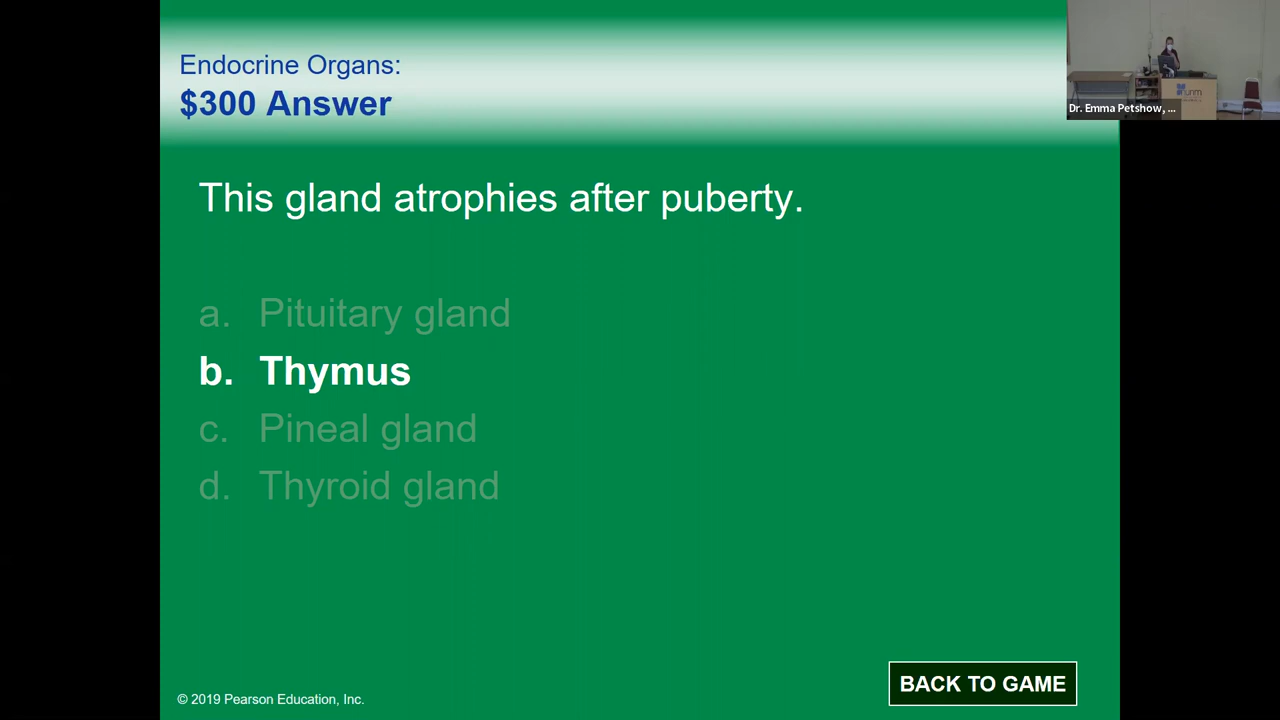 Endocrine Organs:
$300 Answer
Dr. Emma Petshow, ...
This gland atrophies after puberty.
a. Pituitary gland
b. Thymus
c. Pineal gland
d. Thyroid gland
BACK TO GAME
© 2019 Pearson Education, Inc.